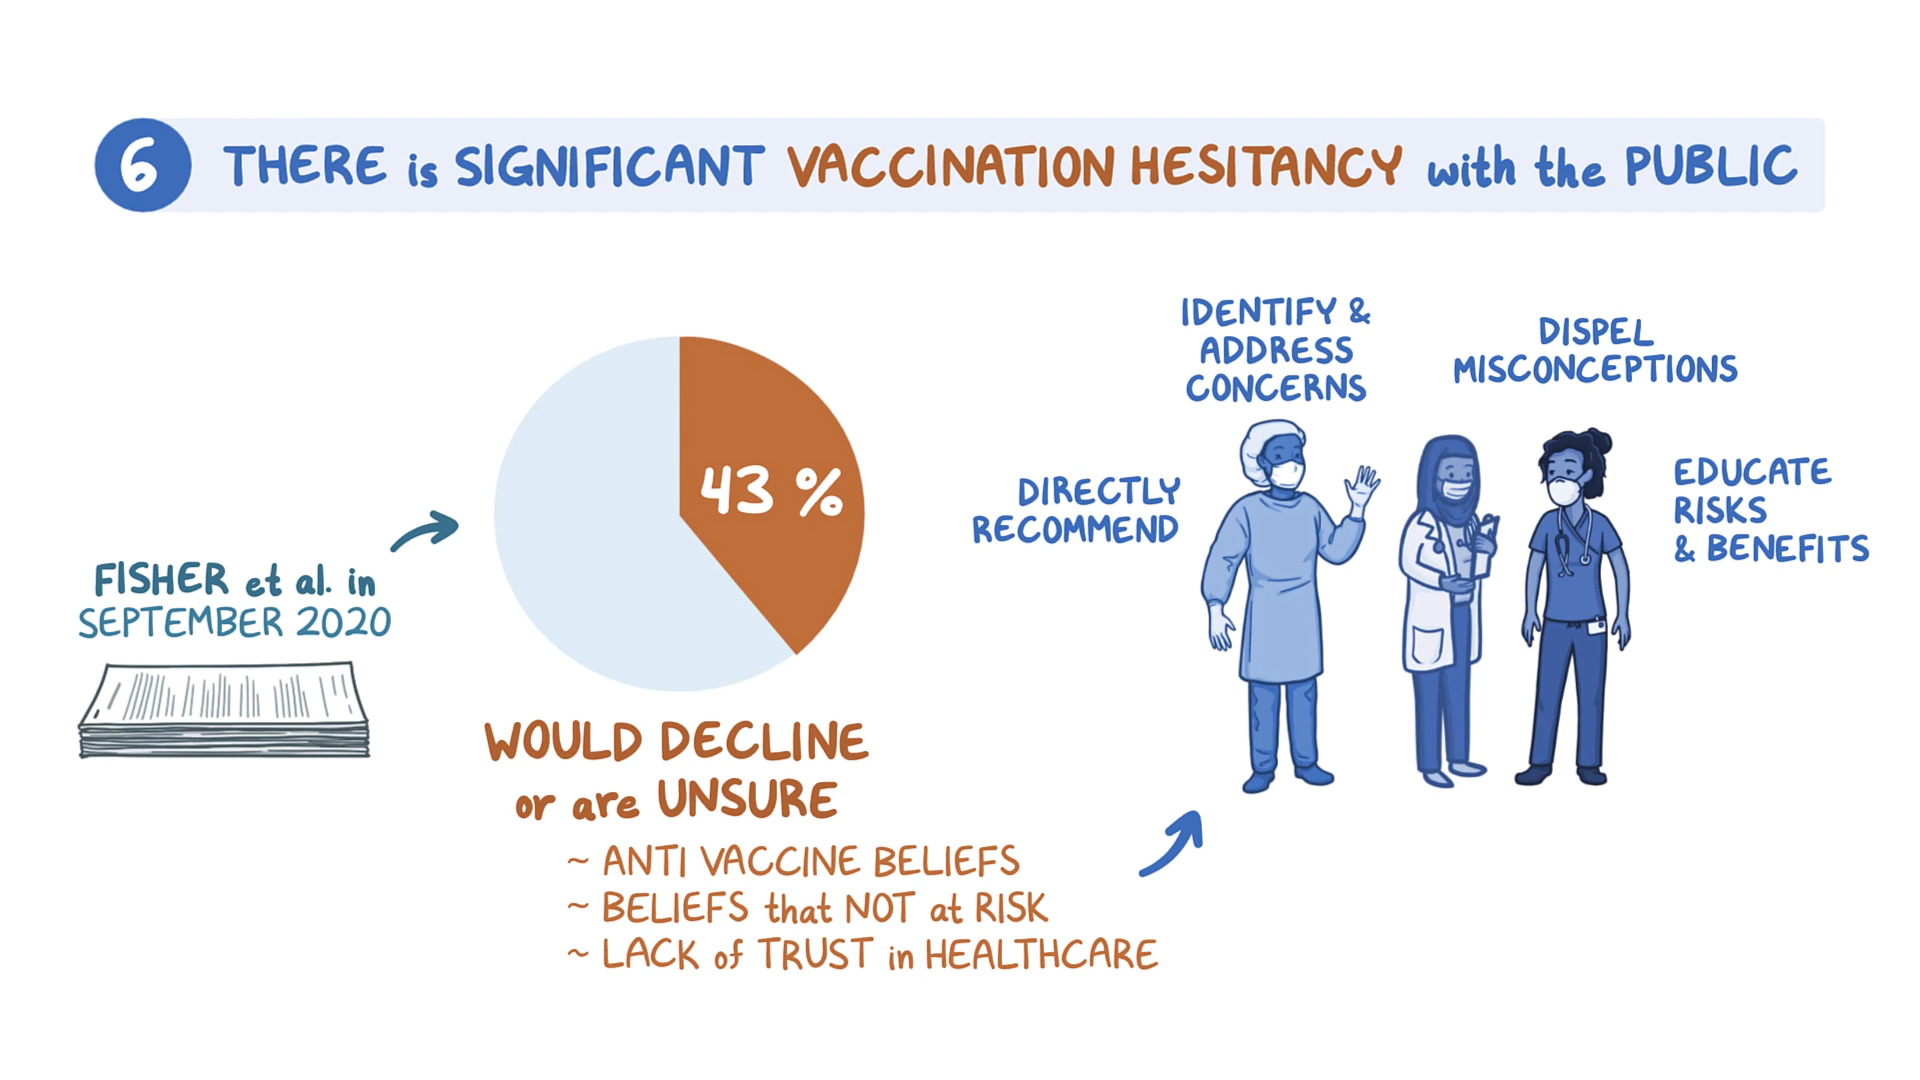 6 THERE is SIGNIFICANT VACCINATION HESITANCY with the PUBLIC
FISHER et al. in
SEPTEMBER 2020
43 %
WOULD DECLINE
or are UNSURE
~ ANTI VACCINE BELIEFS
~ BELIEFS that NOT at RISK
~ LACK of TRUST in HEALTHCARE
DIRECTLY
RECOMMEND
IDENTIFY &
ADDRESS
CONCERNS
DISPEL
MISCONCEPTIONS
EDUCATE
RISKS
& BENEFITS